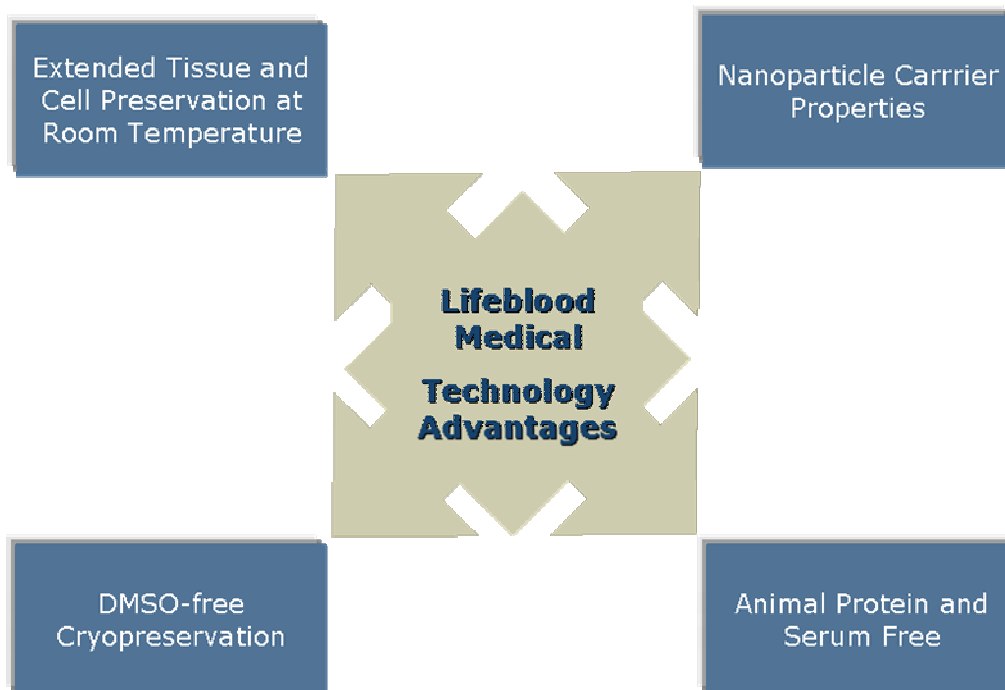 Extended Tissue and
Cell Preservation at
Room Temperature
Nanoparticle Carrrier
Properties
Lifeblood
Medical
Technology
Advantages
DMSO-free
Cryopreservation
Animal Protein and
Serum Free